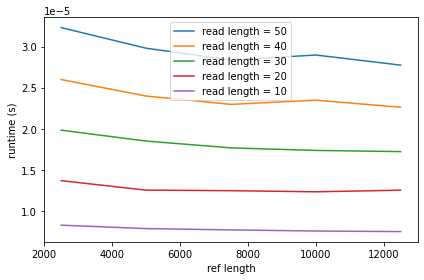 1e−5
read length = 50
read length = 40
read length = 30
read length = 20
read length = 10
3.0
2.5
2.0
1.5
1.0
runtime (s)
2000 4000 6000 8000 10000 12000
ref length